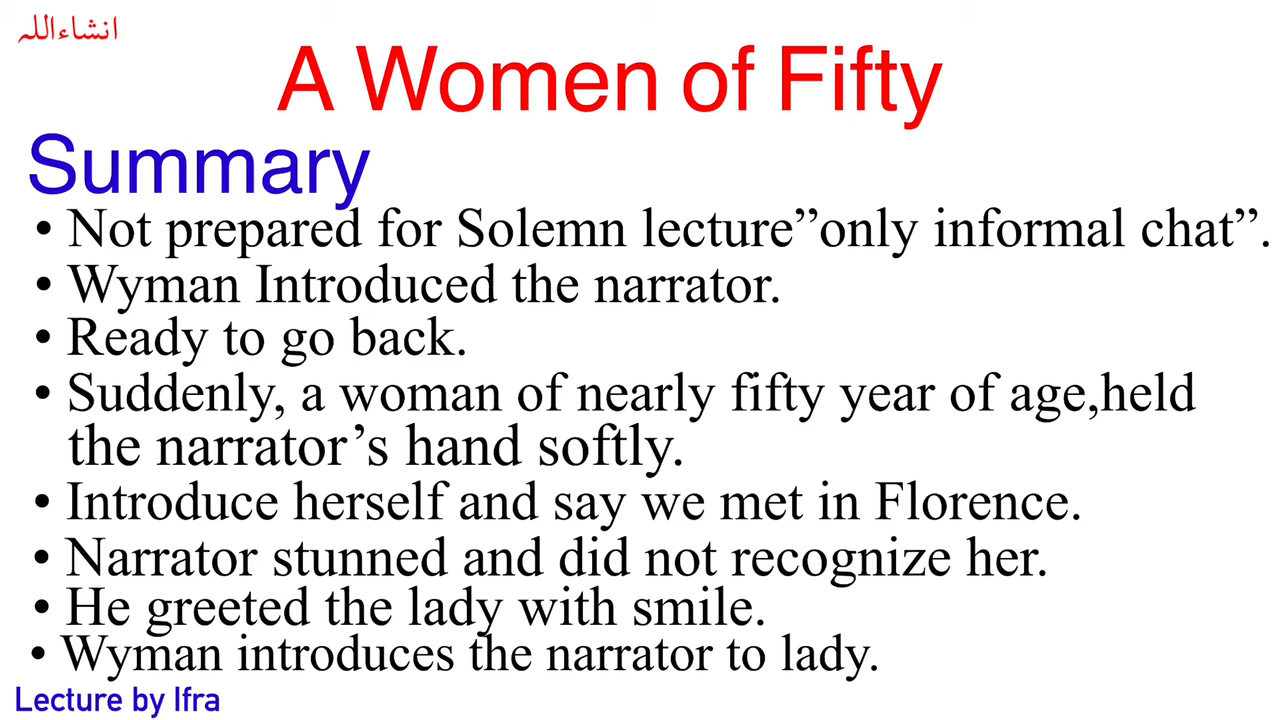 انشاءاللہ
A Women of Fifty
Summary
• Not prepared for Solemn lecture”only informal chat”.
• Wyman Introduced the narrator.
• Ready to go back.
• Suddenly, a woman of nearly fifty year of age,held
the narrator’s hand softly.
• Introduce herself and say we met in Florence.
• Narrator stunned and did not recognize her.
• He greeted the lady with smile.
• Wyman introduces the narrator to lady.
Lecture by Ifra